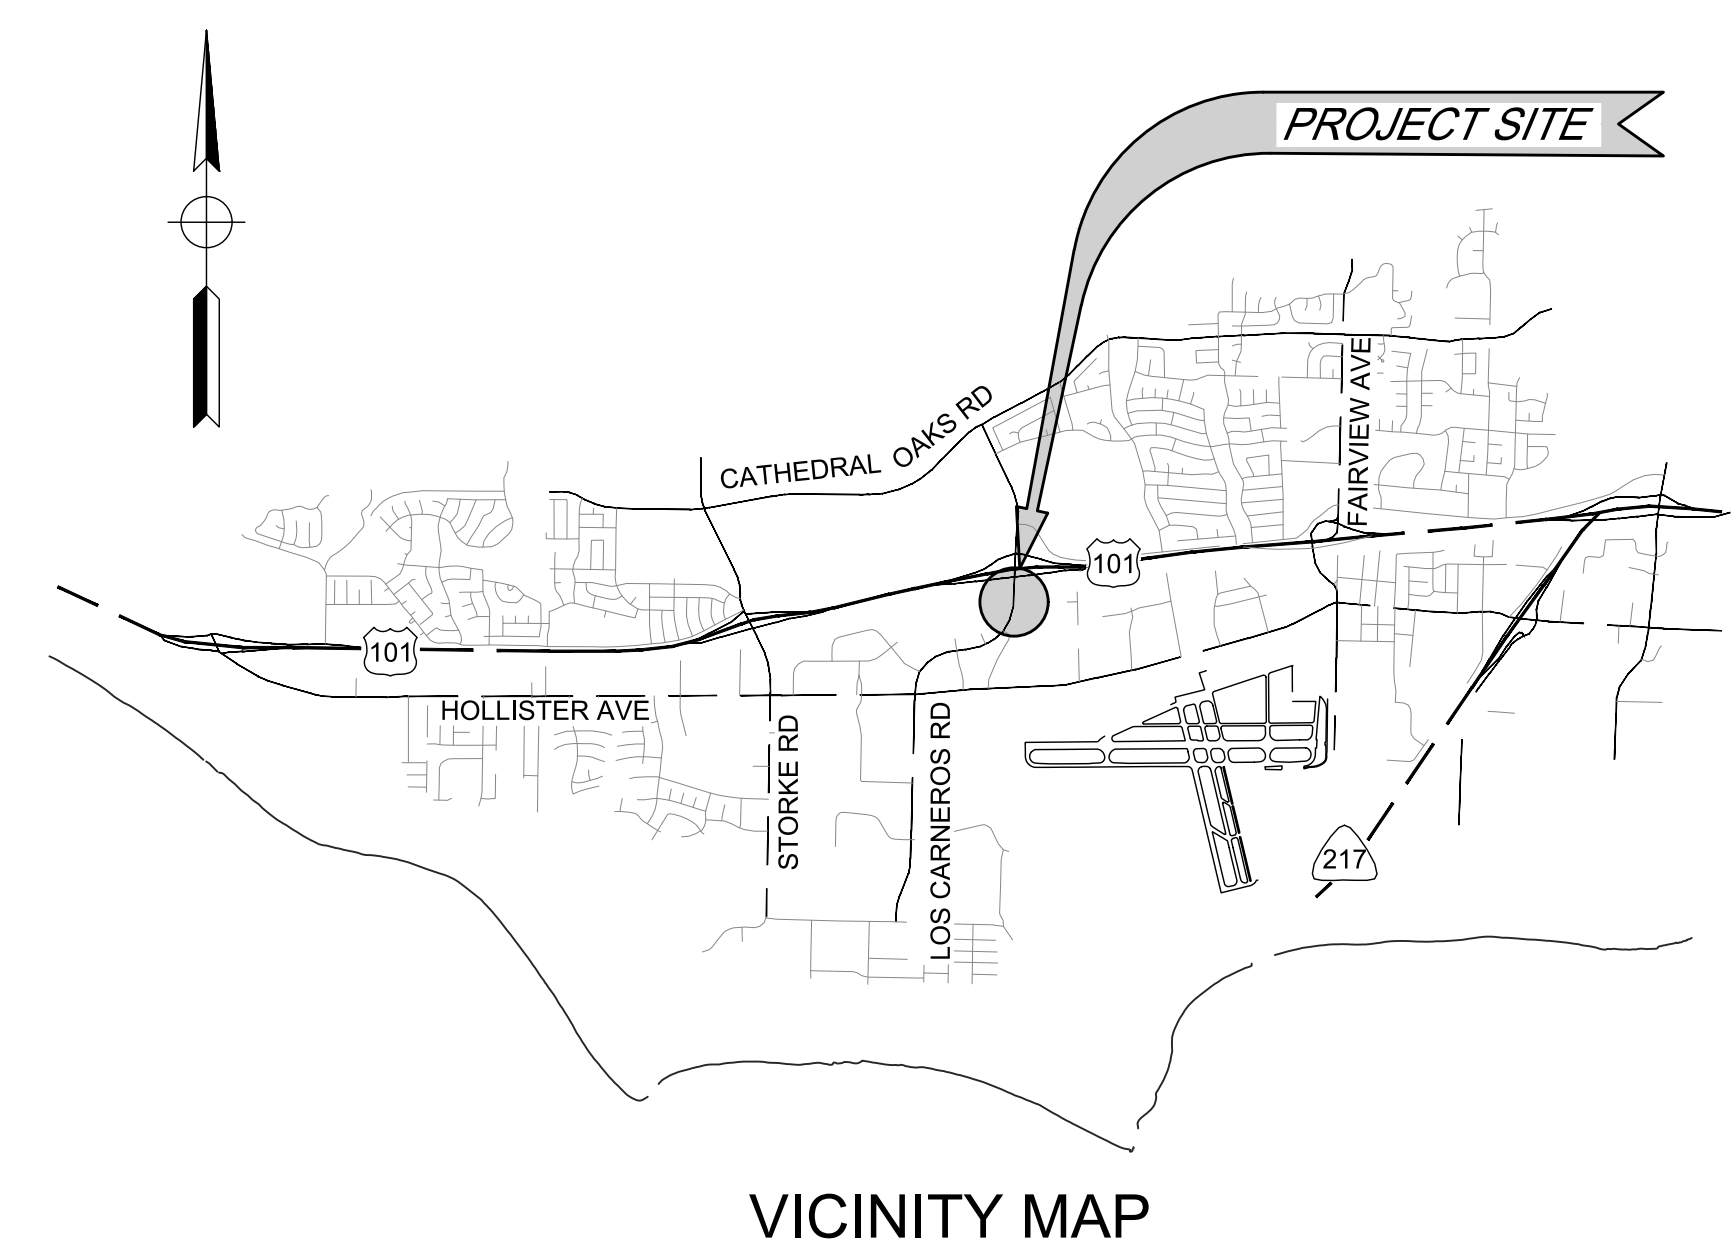 PROJECT SITE
CATHEDRAL OAKS RD
FAIRVIEW AVE
101
101
HOLLISTER AVE
STORKE RD
LOS CARNEROS RD
217
VICINITY MAP